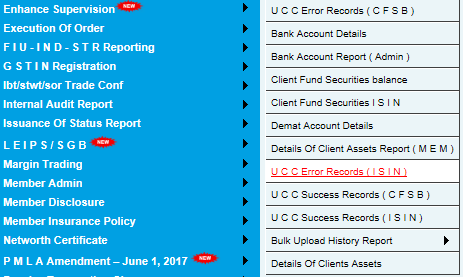 Enhance Supervision NEW
Execution Of Order
F I U - I N D - S T R Reporting
G S T I N Registration
Ibt/stwt/sor Trade Conf
Internal Audit Report
Issuance Of Status Report
L E I P S / S G B NEW
Margin Trading
Member Admin
Member Disclosure
Member Insurance Policy
Networth Certificate
P M L A Amendment – June 1, 2017 NEW
U C C Error Records ( C F S B )
Bank Account Details
Bank Account Report ( Admin )
Client Fund Securities balance
Client Fund Securities I S I N
Demat Account Details
Details Of Client Assets Report ( M E M )
U C C Error Records ( I S I N )
U C C Success Records ( C F S B )
U C C Success Records ( I S I N )
Bulk Upload History Report
Details Of Clients Assets